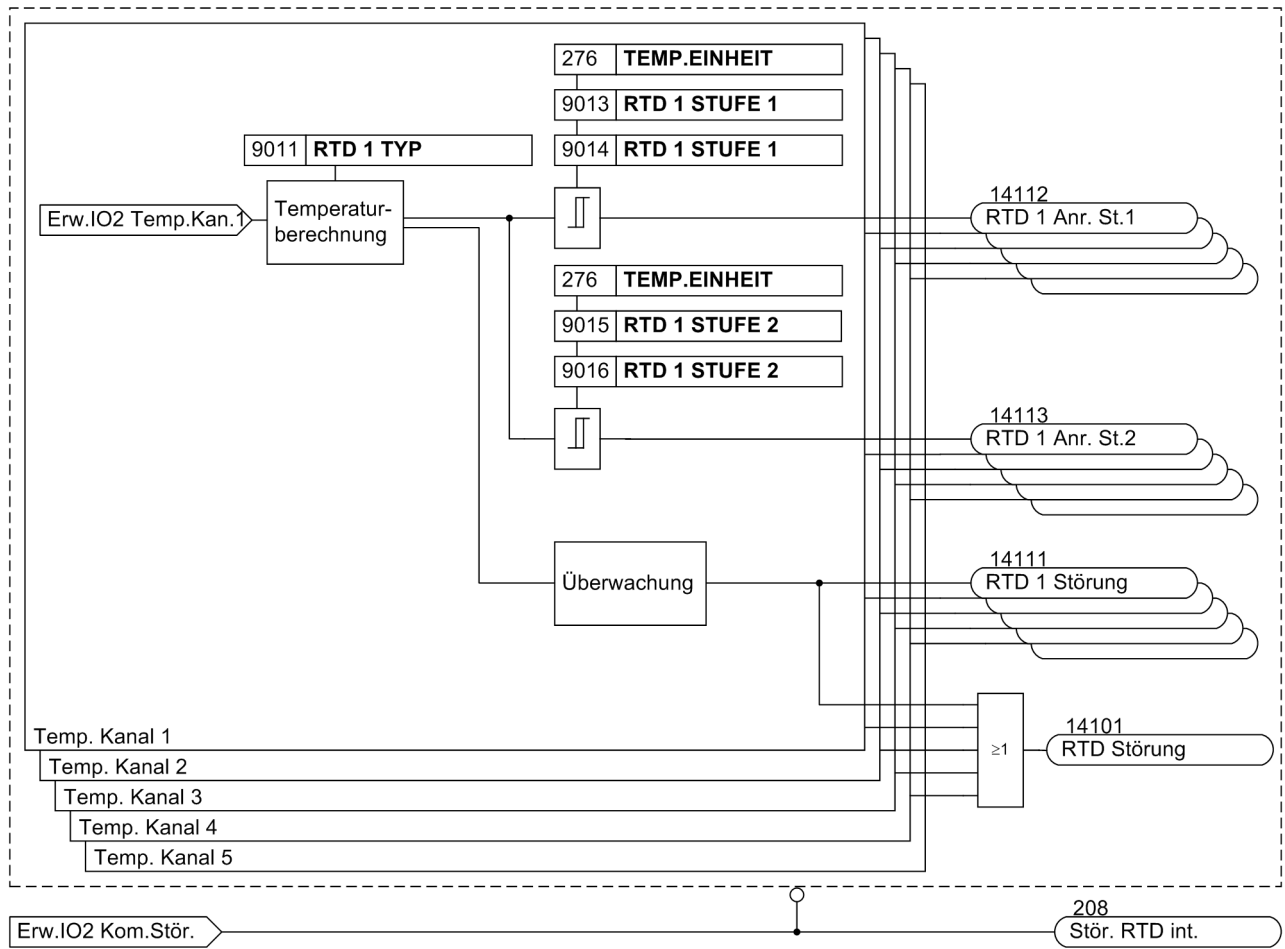 276 TEMP.EINHEIT
9013 RTD 1 STUFE 1
9011 RTD 1 TYP
9014 RTD 1 STUFE 1
Erw.IO2 Temp.Kan.1
Temperatur-
berechnung
14112
RTD 1 Anr. St.1
276 TEMP.EINHEIT
9015 RTD 1 STUFE 2
9016 RTD 1 STUFE 2
14113
RTD 1 Anr. St.2
Überwachung
14111
RTD 1 Störung
≥1
14101
RTD Störung
Temp. Kanal 1
Temp. Kanal 2
Temp. Kanal 3
Temp. Kanal 4
Temp. Kanal 5
Erw.IO2 Kom.Stör.
208
Stör. RTD int.